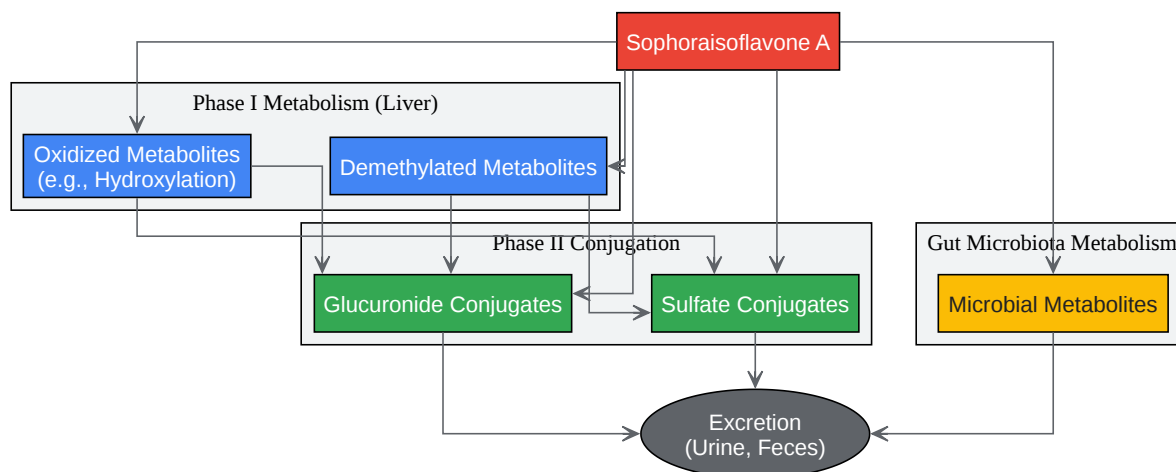 Sophoraisoflavone A
Phase I Metabolism (Liver)
Oxidized Metabolites
(e.g., Hydroxylation)
Demethylated Metabolites
Phase II Conjugation
Gut Microbiota Metabolism
Glucuronide Conjugates
Sulfate Conjugates
Microbial Metabolites
Excretion
(Urine, Feces)